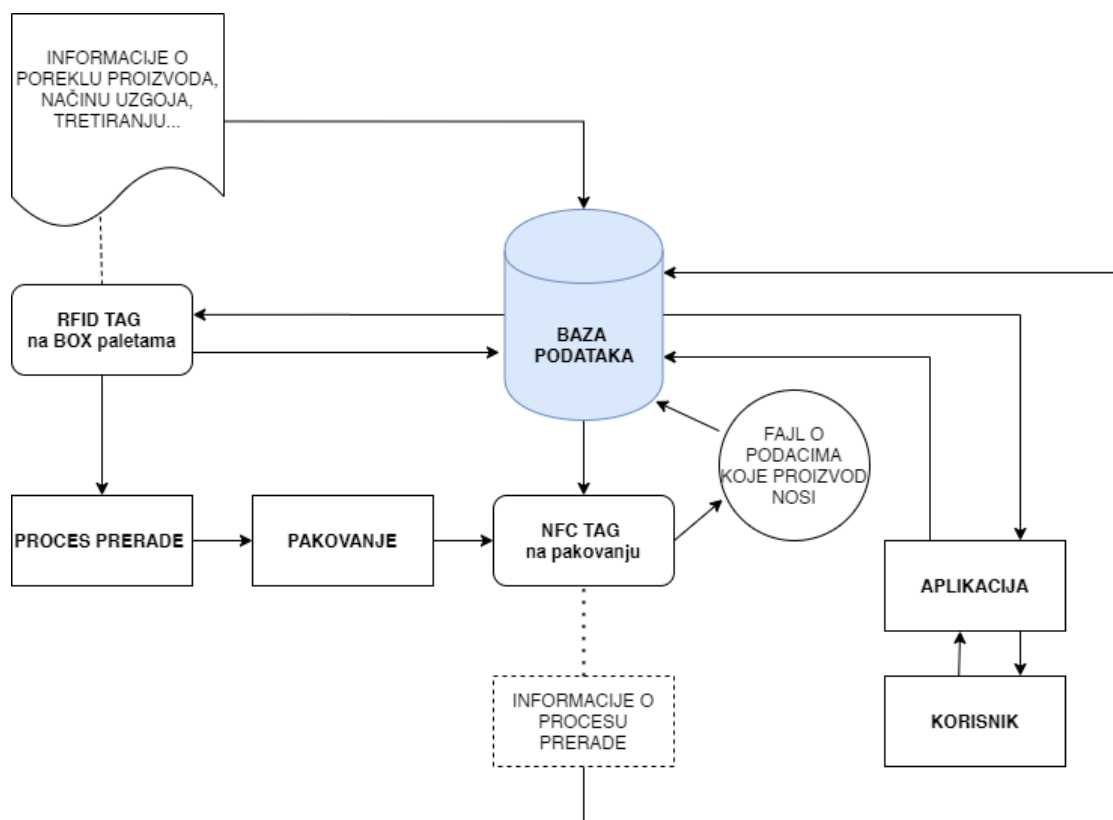 INFORMACIJE O
POREKLU PROIZVODA,
NAČINU UZGOJA,
TRETIRANJU...
RFID TAG
na BOX paletama
BAZA
PODATAKA
FAJL O
PODACIMA
KOJE PROIZVOD
NOSI
PROCES PRERADE
PAKOVANJE
NFC TAG
na pakovanju
APLIKACIJA
INFORMACIJE O
PROCESU
PRERADE
KORISNIK